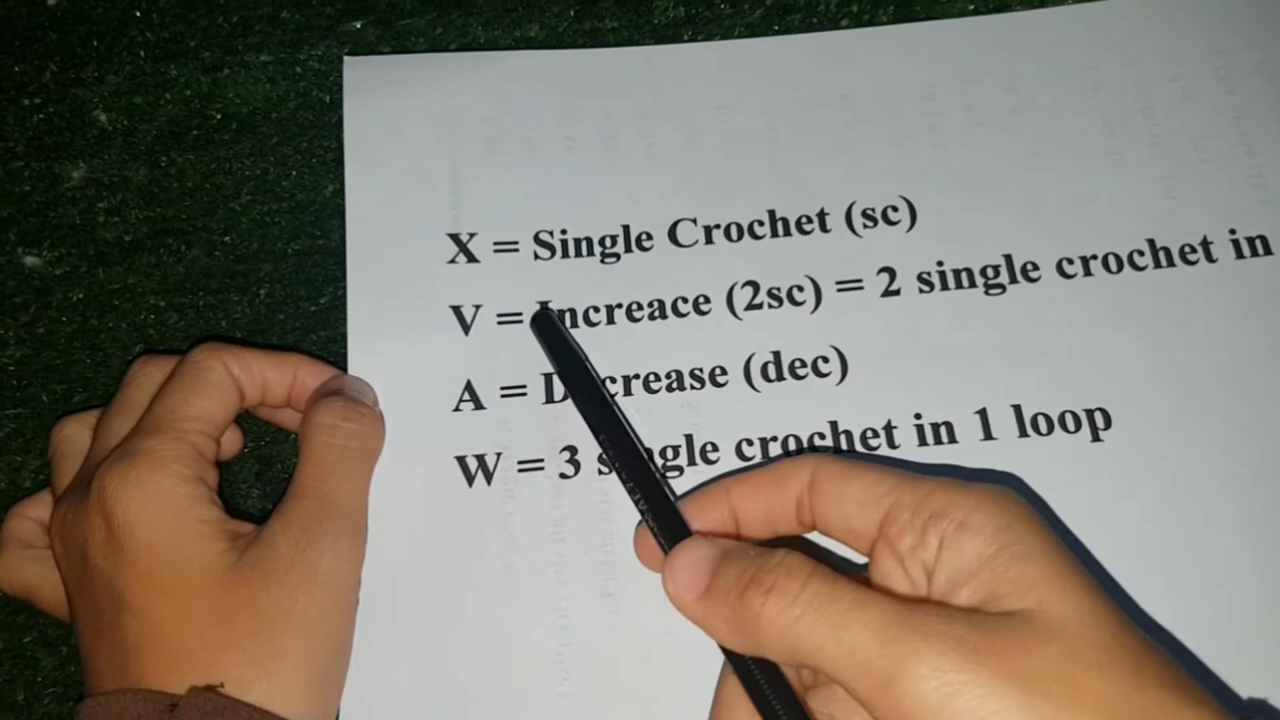 X = Single Crochet (sc)
V = Increace (2sc) = 2 single crochet in
A = Decrease (dec)
W = 3 single crochet in 1 loop